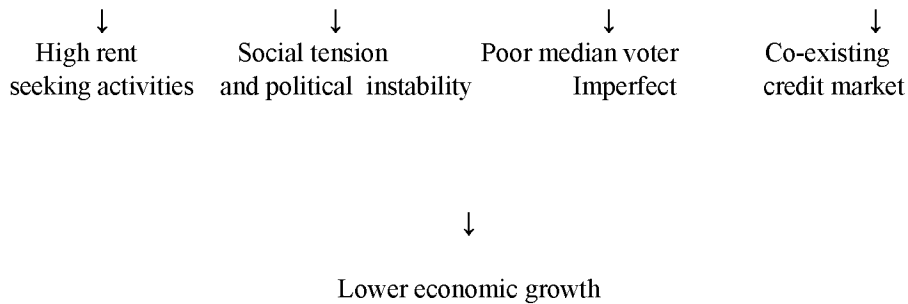 ↓ ↓ ↓ ↓
High rent Social tension Poor median voter Co-existing
seeking activities and political instability Imperfect credit market
↓
Lower economic growth